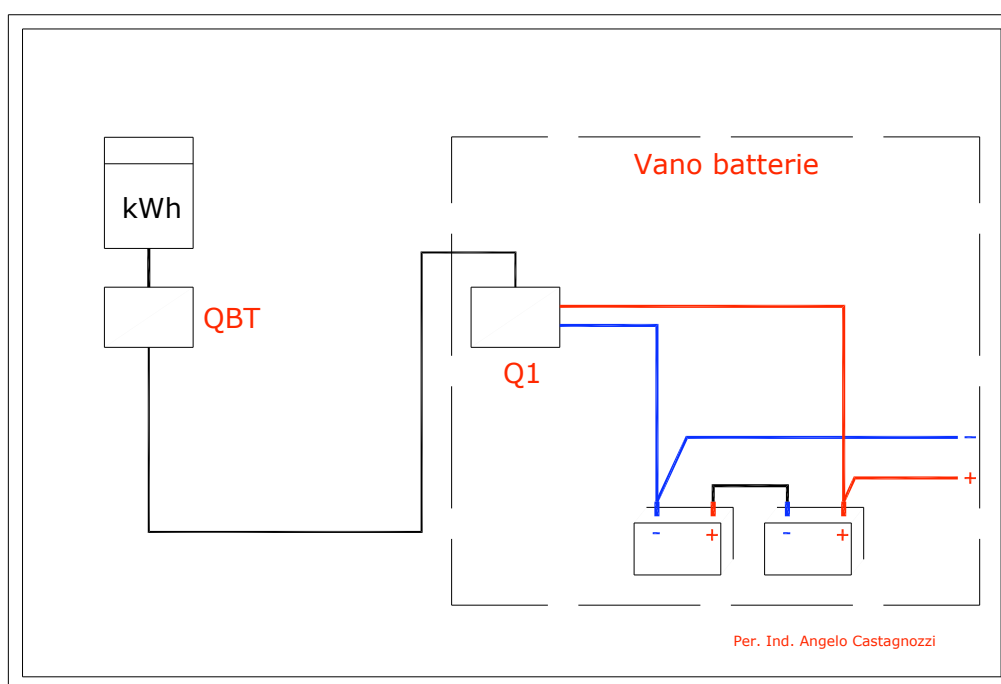 Vano batterie
kWh
QBT
Q1
-
+
- + - +
Per. Ind. Angelo Castagnozzi